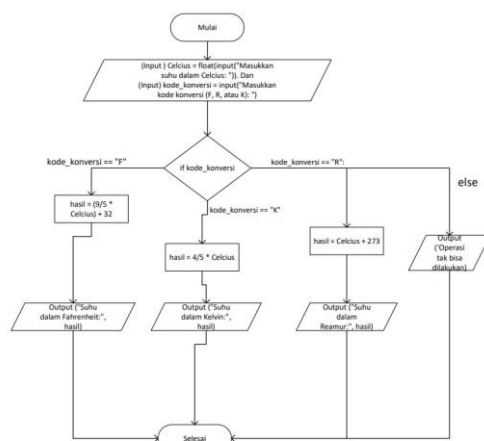 Mulai
(Input ) Celcius = float(input("Masukkan
suhu dalam Celcius: ")). Dan
(Input) kode_konversi = input("Masukkan
kode konversi (F, R, atau K): ")
kode_konversi == "F"
if kode_konversi
kode_konversi == "R":
else
hasil = (9/5 *
Celcius) + 32
kode_konversi == "K"
hasil = 4/5 * Celcius
hasil = Celcius + 273
Output
('Operasi
tak bisa
dilakukan)
Output ("Suhu
dalam Fahrenheit:",
hasil)
Output ("Suhu
dalam Kelvin:",
hasil)
Output ("Suhu
dalam
Reamur:", hasil)
Selesai